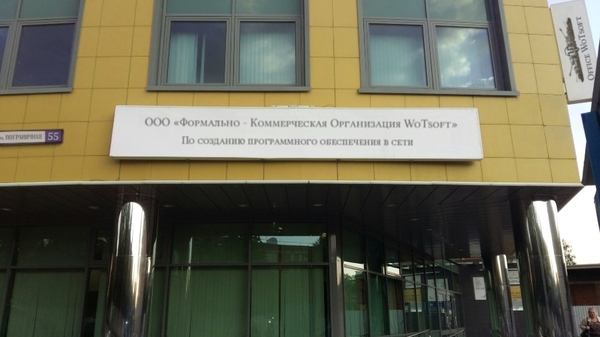 ООО «Формально - Коммерческая Организация WoTsoft»
По созданию программного обеспечения в сети
55
Office WoTsoft